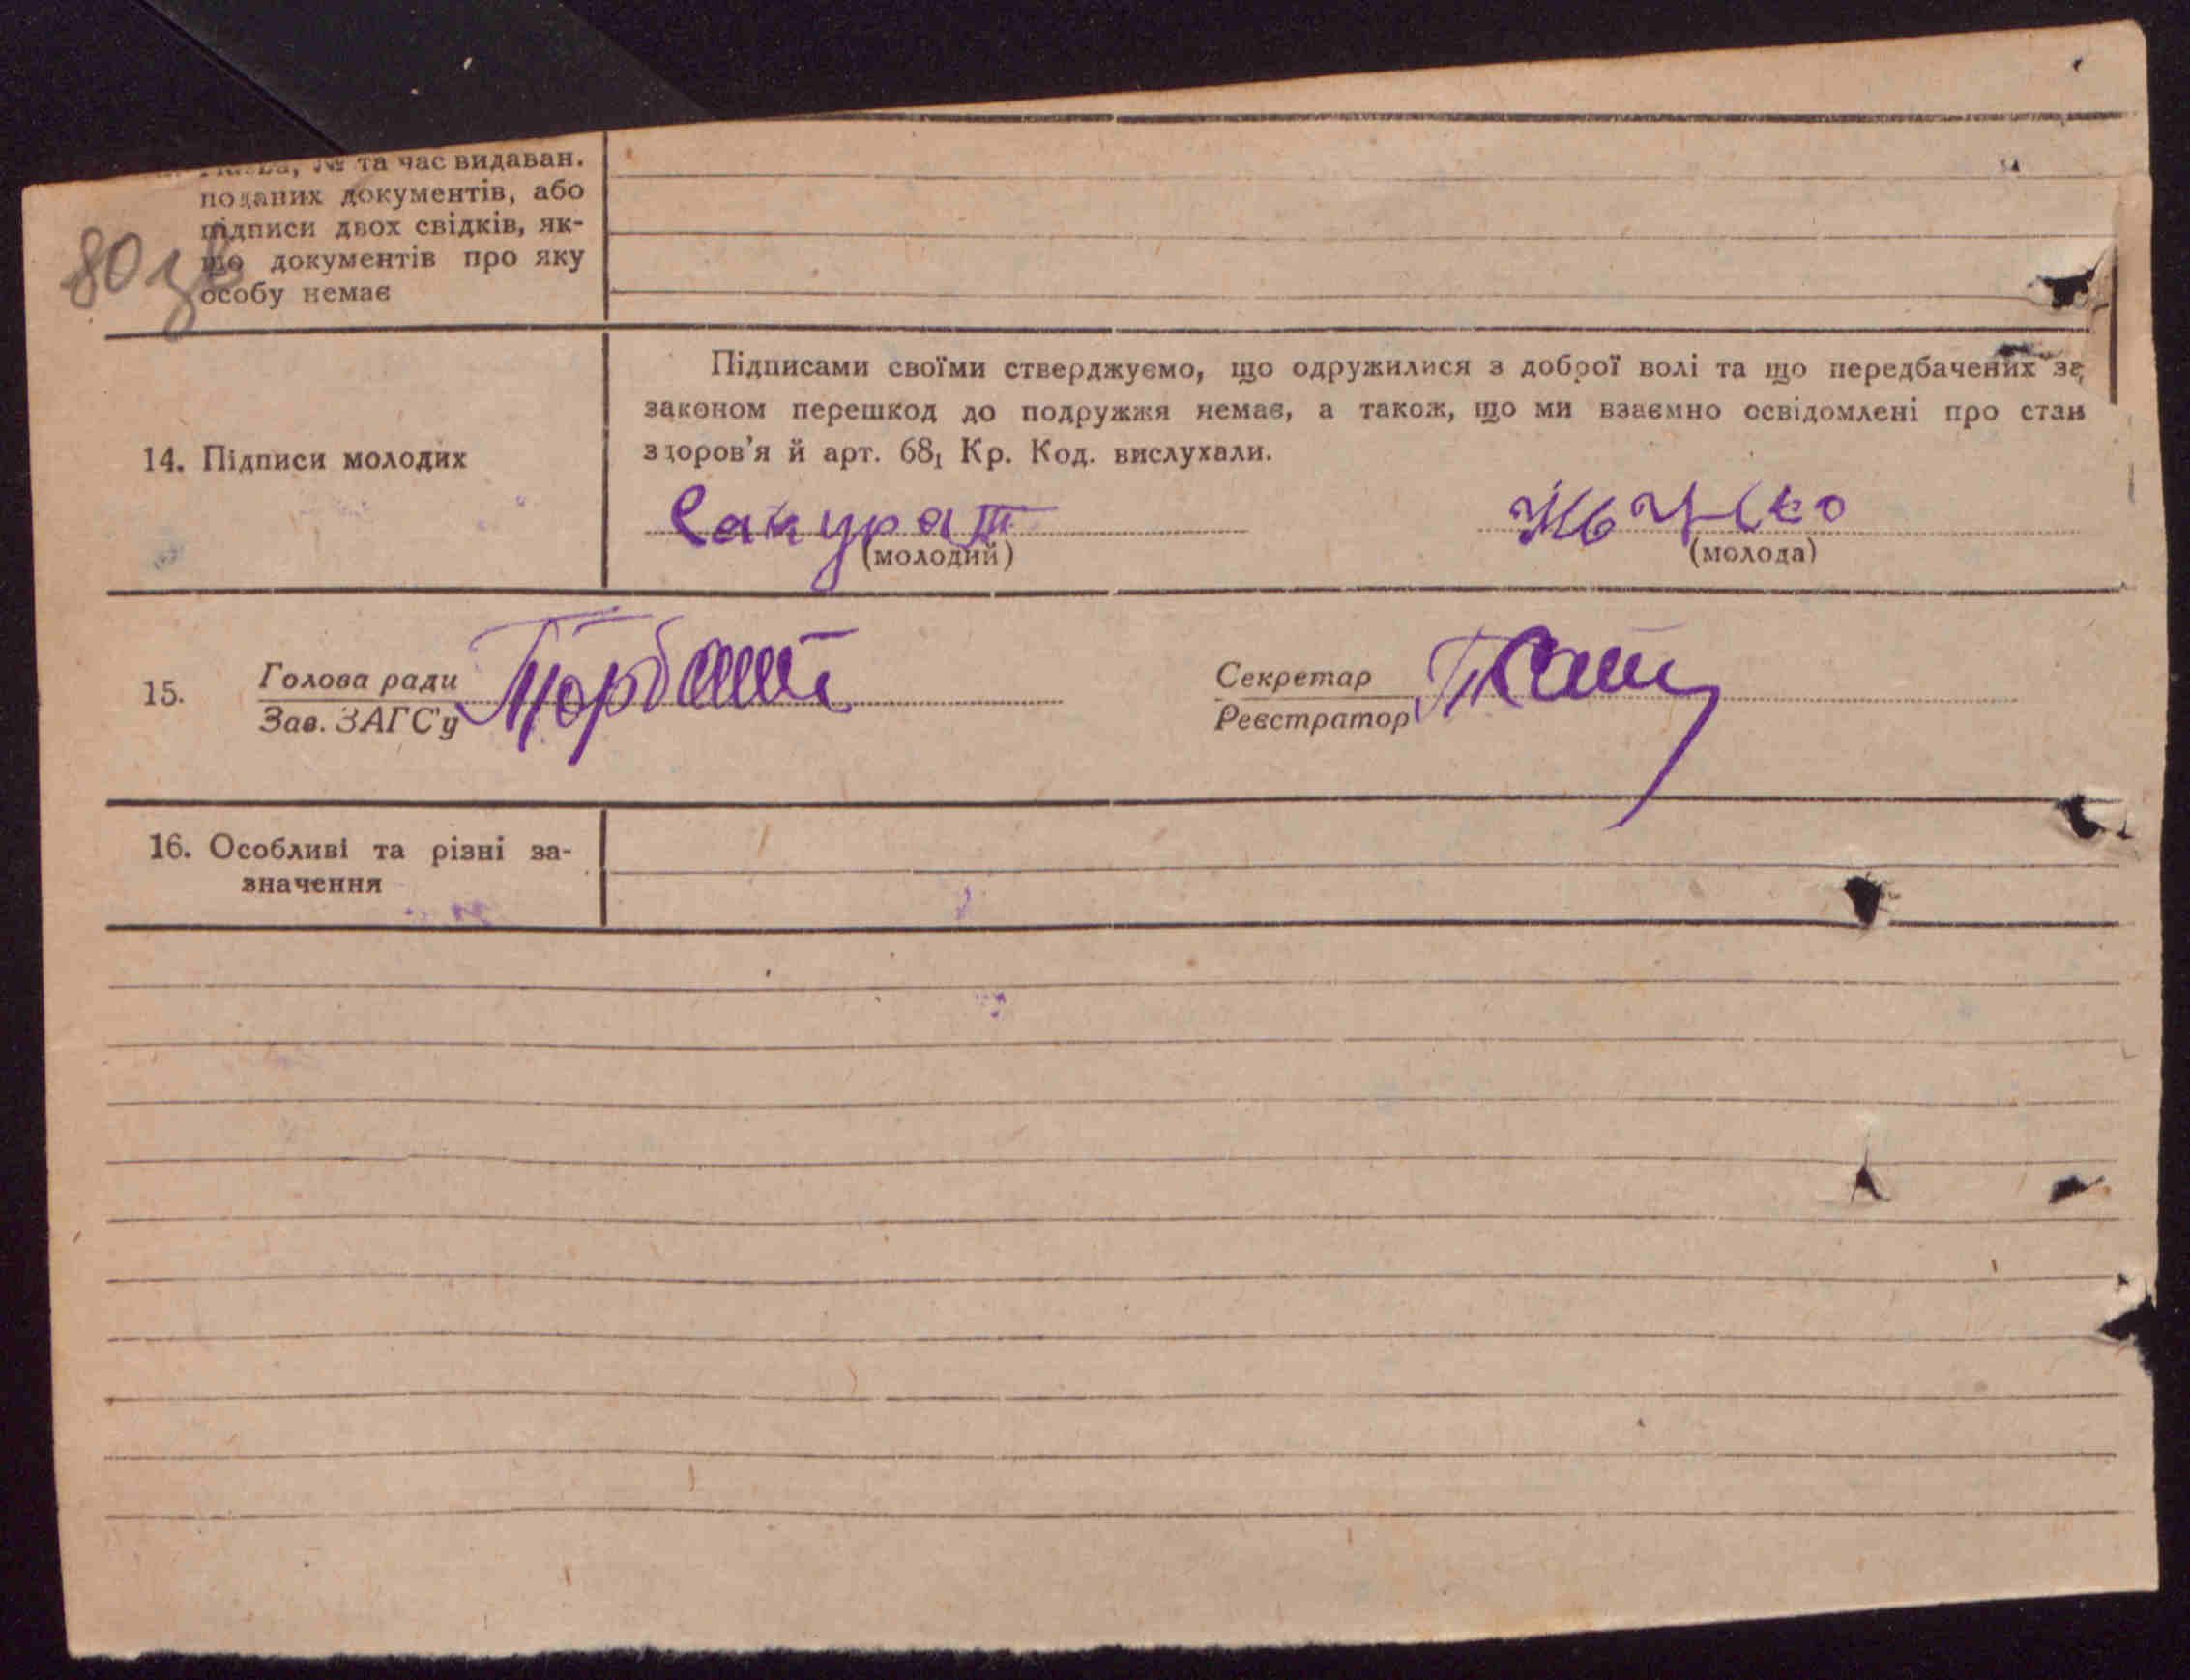 № та час видаван.
поданих документів, або
підписи двох свідків, як-
що документів про яку
особу немає
80 зв
14. Підписи молодих
Підписами своїми стверджуємо, що одружилися з доброї волі та що передбачених за
законом перешкод до подружжя немає, а також, що ми взаємно освідомлені про стан
здоров'я й арт. 68₁ Кр. Код. вислухали.
(молодий) (молода)
15. Голова ради
Зав. ЗАГС'у
Секретар
Реєстратор
16. Особливі та різні за-
значення